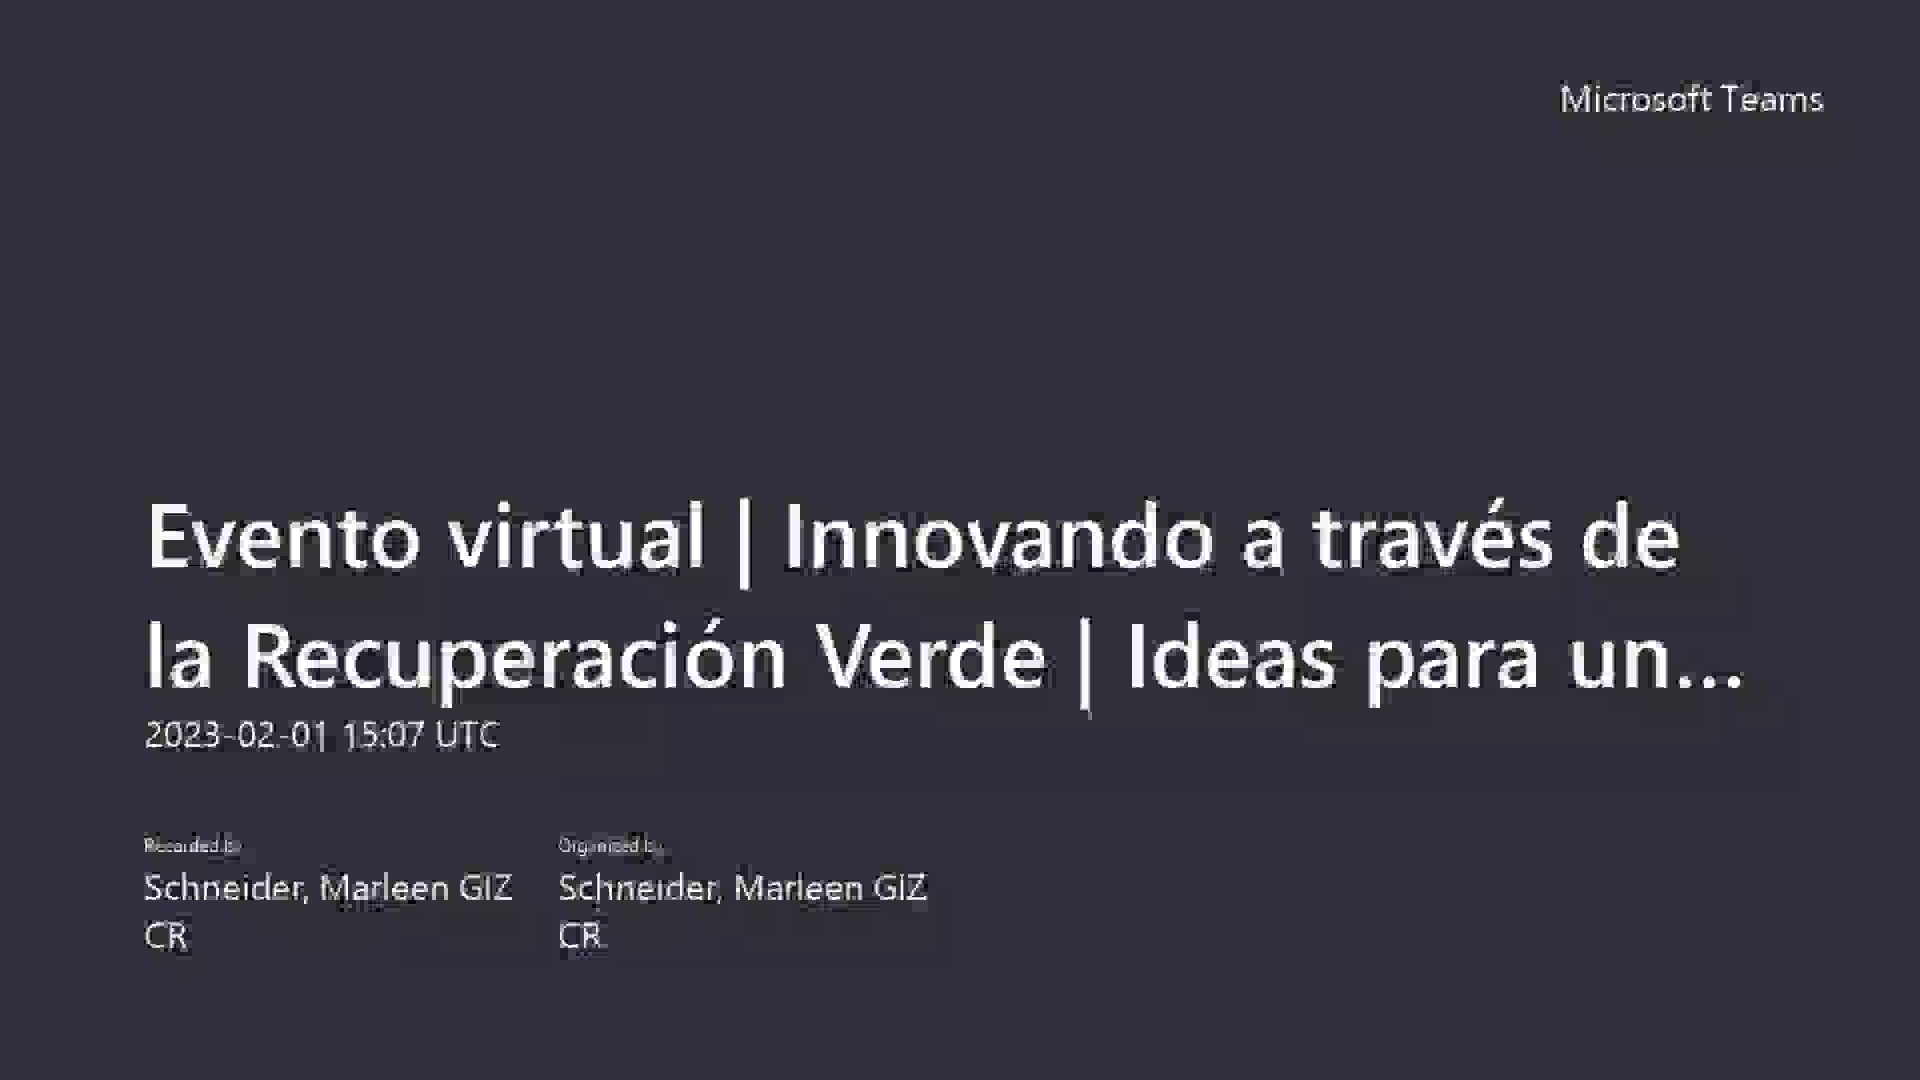 Microsoft Teams
Evento virtual | Innovando a través de
la Recuperación Verde | Ideas para un...
2023-02-01 15:07 UTC
Recorded by Organized by
Schneider, Marleen GIZ Schneider, Marleen GIZ
CR CR